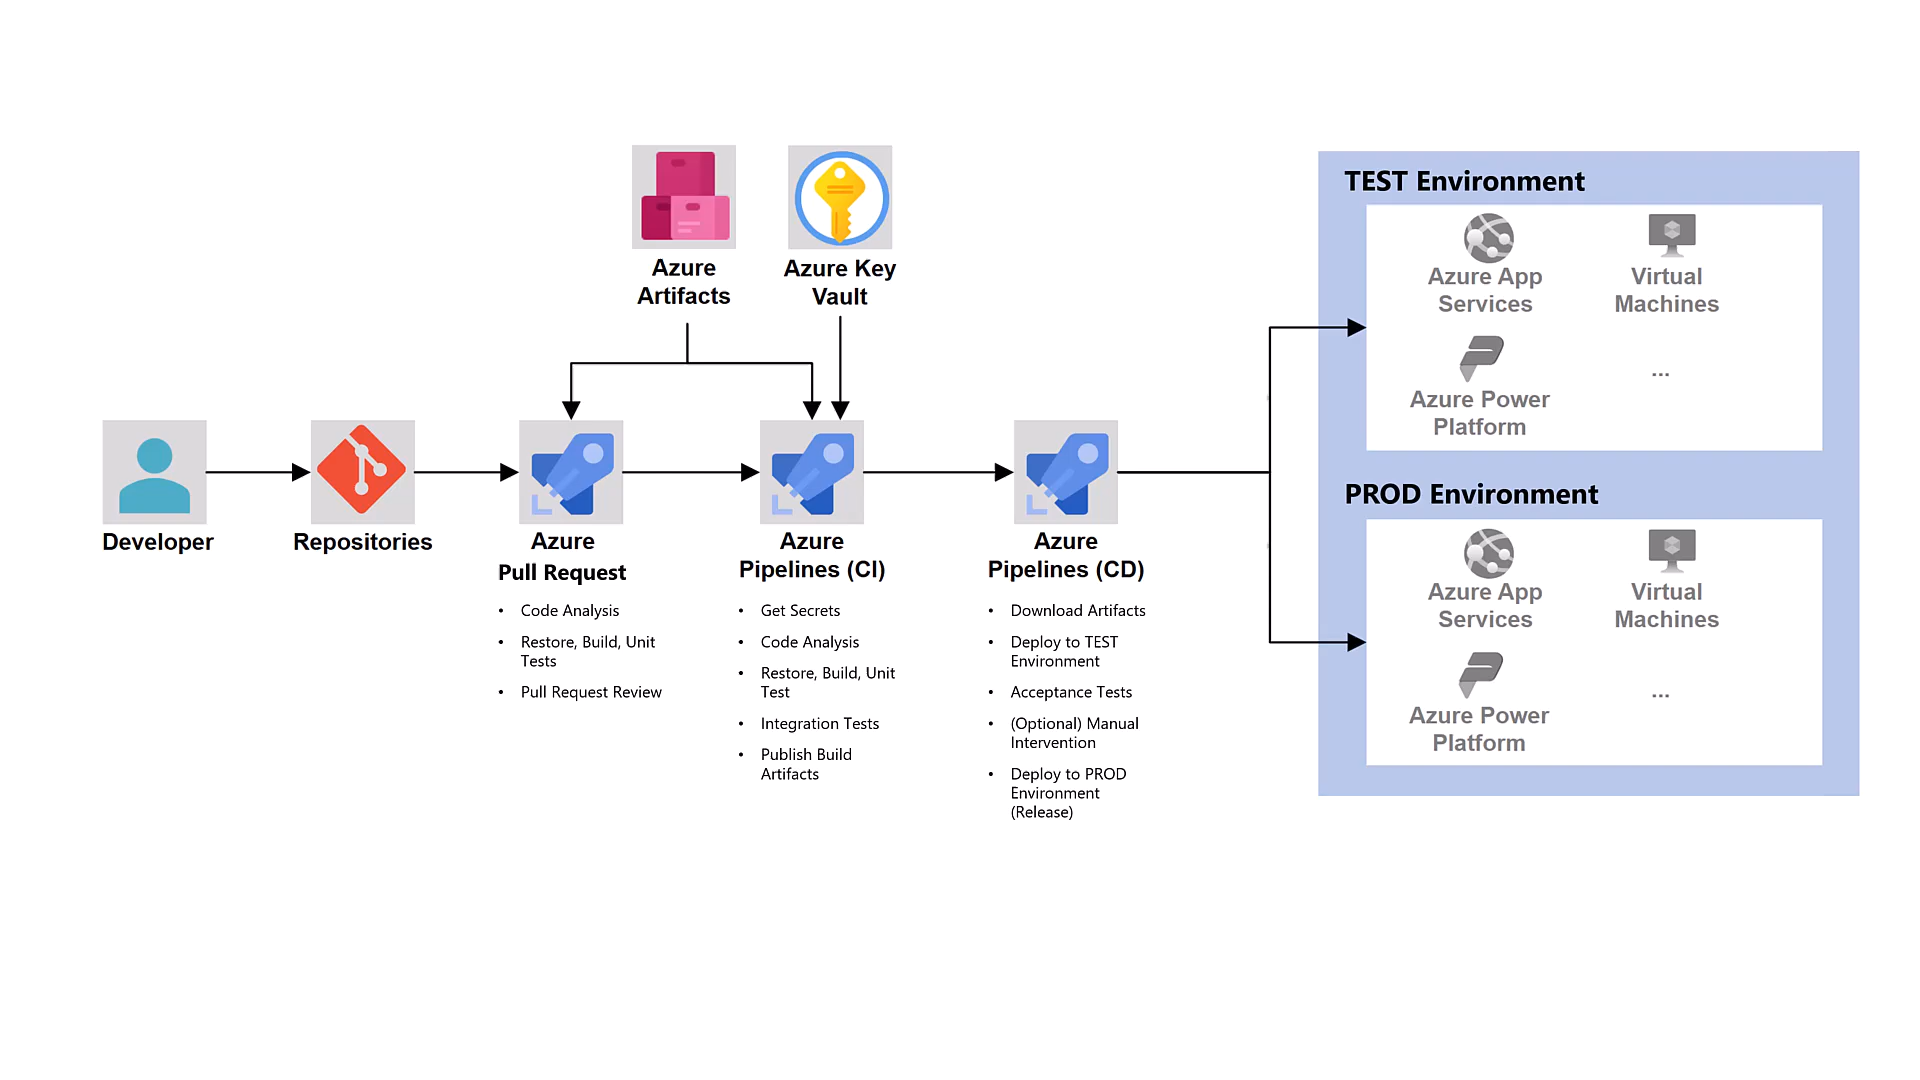 Azure
Artifacts
Azure Key
Vault
Developer
Repositories
Azure
Pull Request
• Code Analysis
• Restore, Build, Unit
Tests
• Pull Request Review
Azure
Pipelines (CI)
• Get Secrets
• Code Analysis
• Restore, Build, Unit
Test
• Integration Tests
• Publish Build
Artifacts
Azure
Pipelines (CD)
• Download Artifacts
• Deploy to TEST
Environment
• Acceptance Tests
• (Optional) Manual
Intervention
• Deploy to PROD
Environment
(Release)
TEST Environment
Azure App
Services
Virtual
Machines
Azure Power
Platform
...
PROD Environment
Azure App
Services
Virtual
Machines
Azure Power
Platform
...